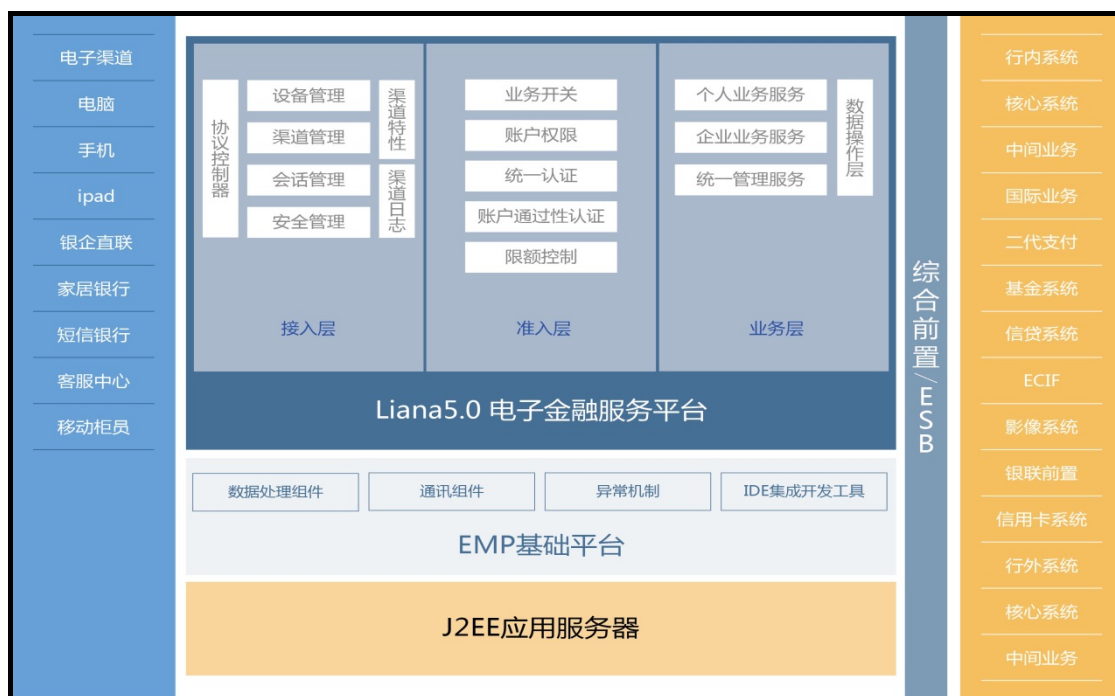 电子渠道
电脑
手机
ipad
银企直联
家居银行
短信银行
客服中心
移动柜员
协议控制器
设备管理
渠道管理
会话管理
安全管理
渠道特性
渠道日志
接入层
业务开关
账户权限
统一认证
账户通过性认证
限额控制
准入层
个人业务服务
企业业务服务
统一管理服务
数据操作层
业务层
Liana5.0 电子金融服务平台
数据处理组件
通讯组件
异常机制
IDE集成开发工具
EMP基础平台
J2EE应用服务器
综合前置/ESB
行内系统
核心系统
中间业务
国际业务
二代支付
基金系统
信贷系统
ECIF
影像系统
银联前置
信用卡系统
行外系统
核心系统
中间业务